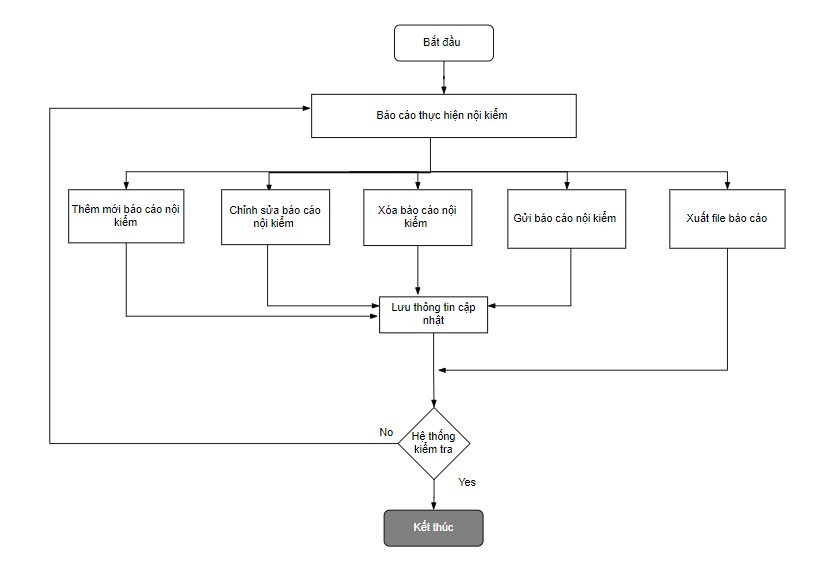 Bắt đầu
Báo cáo thực hiện nội kiểm
Thêm mới báo cáo nội
kiểm
Chỉnh sửa báo cáo
nội kiểm
Xóa báo cáo nội
kiểm
Gửi báo cáo nội kiểm
Xuất file báo cáo
Lưu thông tin cập
nhật
No
Hệ thống
kiểm tra
Yes
Kết thúc